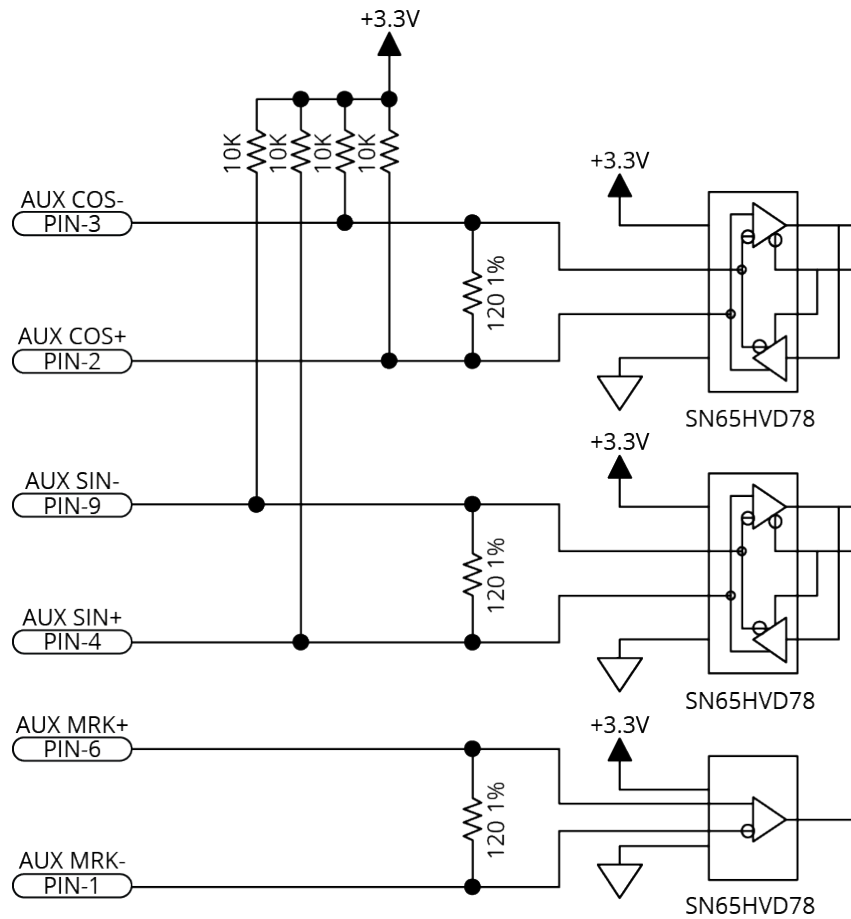 +3.3V
10K
10K
10K
10K
AUX COS-
PIN-3
+3.3V
120 1%
AUX COS+
PIN-2
SN65HVD78
+3.3V
AUX SIN-
PIN-9
120 1%
AUX SIN+
PIN-4
SN65HVD78
AUX MRK+
PIN-6
+3.3V
120 1%
AUX MRK-
PIN-1
SN65HVD78